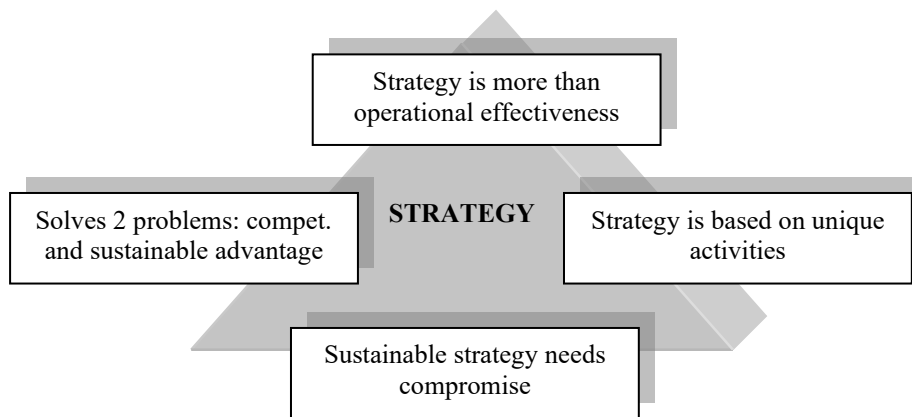 Strategy is more than
operational effectiveness
Solves 2 problems: compet.
and sustainable advantage
STRATEGY
Strategy is based on unique
activities
Sustainable strategy needs
compromise